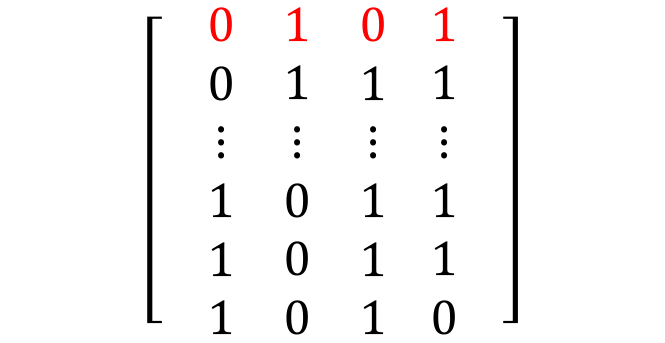 0 1 0 1
0 1 1 1
⋮ ⋮ ⋮ ⋮
1 0 1 1
1 0 1 1
1 0 1 0